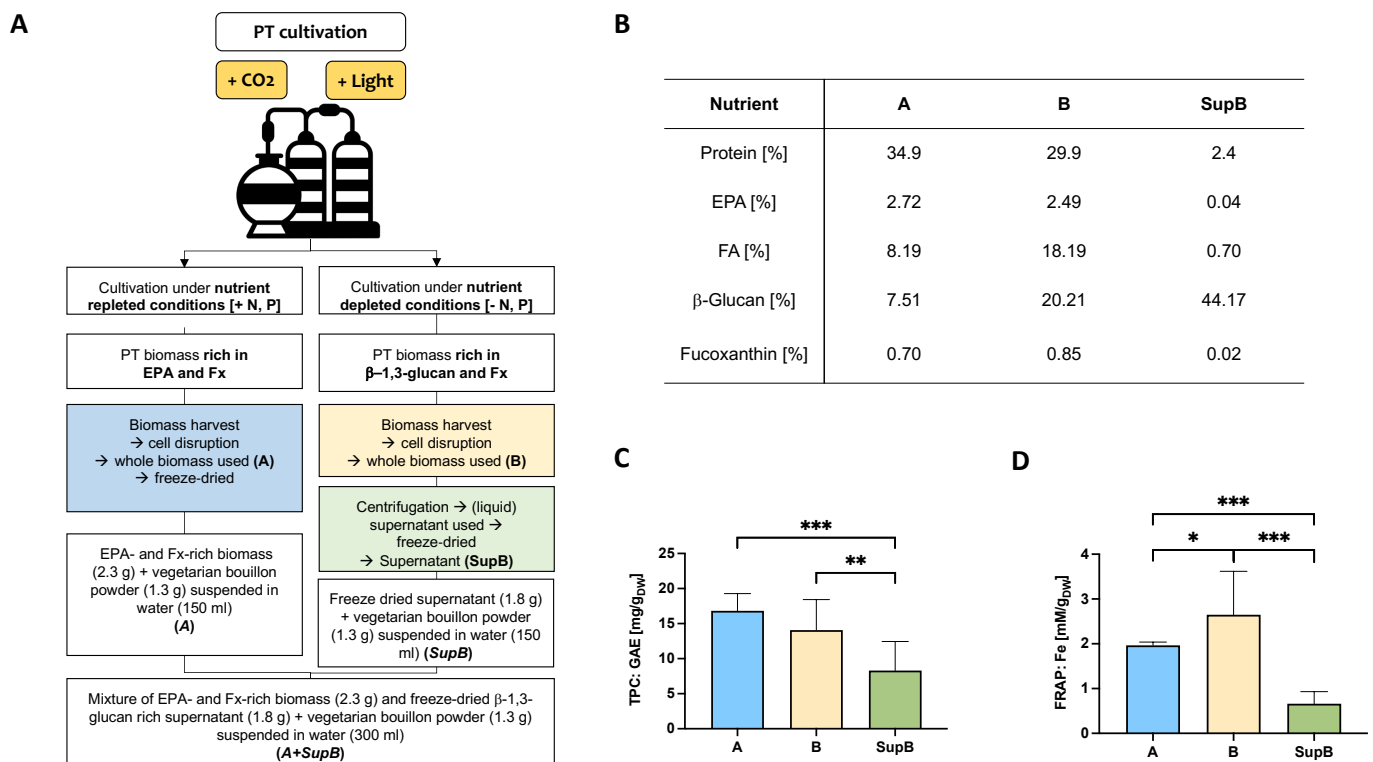 A
PT cultivation
+ CO2
+ Light
Cultivation under nutrient
repleted conditions [+ N, P]
Cultivation under nutrient
depleted conditions [- N, P]
PT biomass rich in
EPA and Fx
PT biomass rich in
β–1,3-glucan and Fx
Biomass harvest
→ cell disruption
→ whole biomass used (A)
→ freeze-dried
Biomass harvest
→ cell disruption
→ whole biomass used (B)
Centrifugation → (liquid)
supernatant used →
freeze-dried
→ Supernatant (SupB)
EPA- and Fx-rich biomass
(2.3 g) + vegetarian bouillon
powder (1.3 g) suspended in
water (150 ml)
(A)
Freeze dried supernatant (1.8 g)
+ vegetarian bouillon powder
(1.3 g) suspended in water (150
ml) (SupB)
Mixture of EPA- and Fx-rich biomass (2.3 g) and freeze-dried β-1,3-
glucan rich supernatant (1.8 g) + vegetarian bouillon powder (1.3 g)
suspended in water (300 ml)
(A+SupB)
B
Nutrient A B SupB
Protein [%] 34.9 29.9 2.4
EPA [%] 2.72 2.49 0.04
FA [%] 8.19 18.19 0.70
β-Glucan [%] 7.51 20.21 44.17
Fucoxanthin [%] 0.70 0.85 0.02
C
***
**
TPC: GAE [mg/gDW]
25
20
15
10
5
0
A B SupB
D
***
* ***
FRAP: Fe [mM/gDW]
4
3
2
1
0
A B SupB